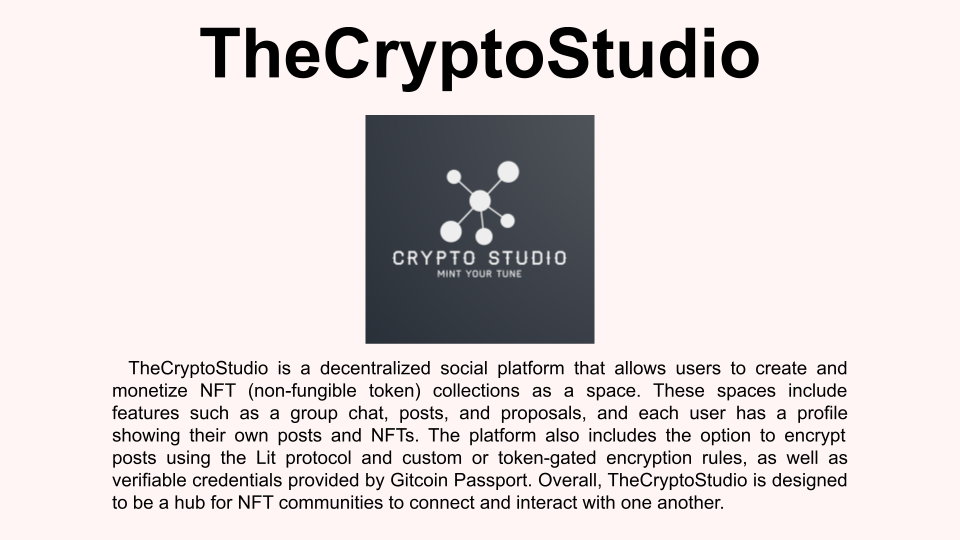 TheCryptoStudio
CRYPTO STUDIO
MINT YOUR TUNE
TheCryptoStudio is a decentralized social platform that allows users to create and
monetize NFT (non-fungible token) collections as a space. These spaces include
features such as a group chat, posts, and proposals, and each user has a profile
showing their own posts and NFTs. The platform also includes the option to encrypt
posts using the Lit protocol and custom or token-gated encryption rules, as well as
verifiable credentials provided by Gitcoin Passport. Overall, TheCryptoStudio is designed
to be a hub for NFT communities to connect and interact with one another.